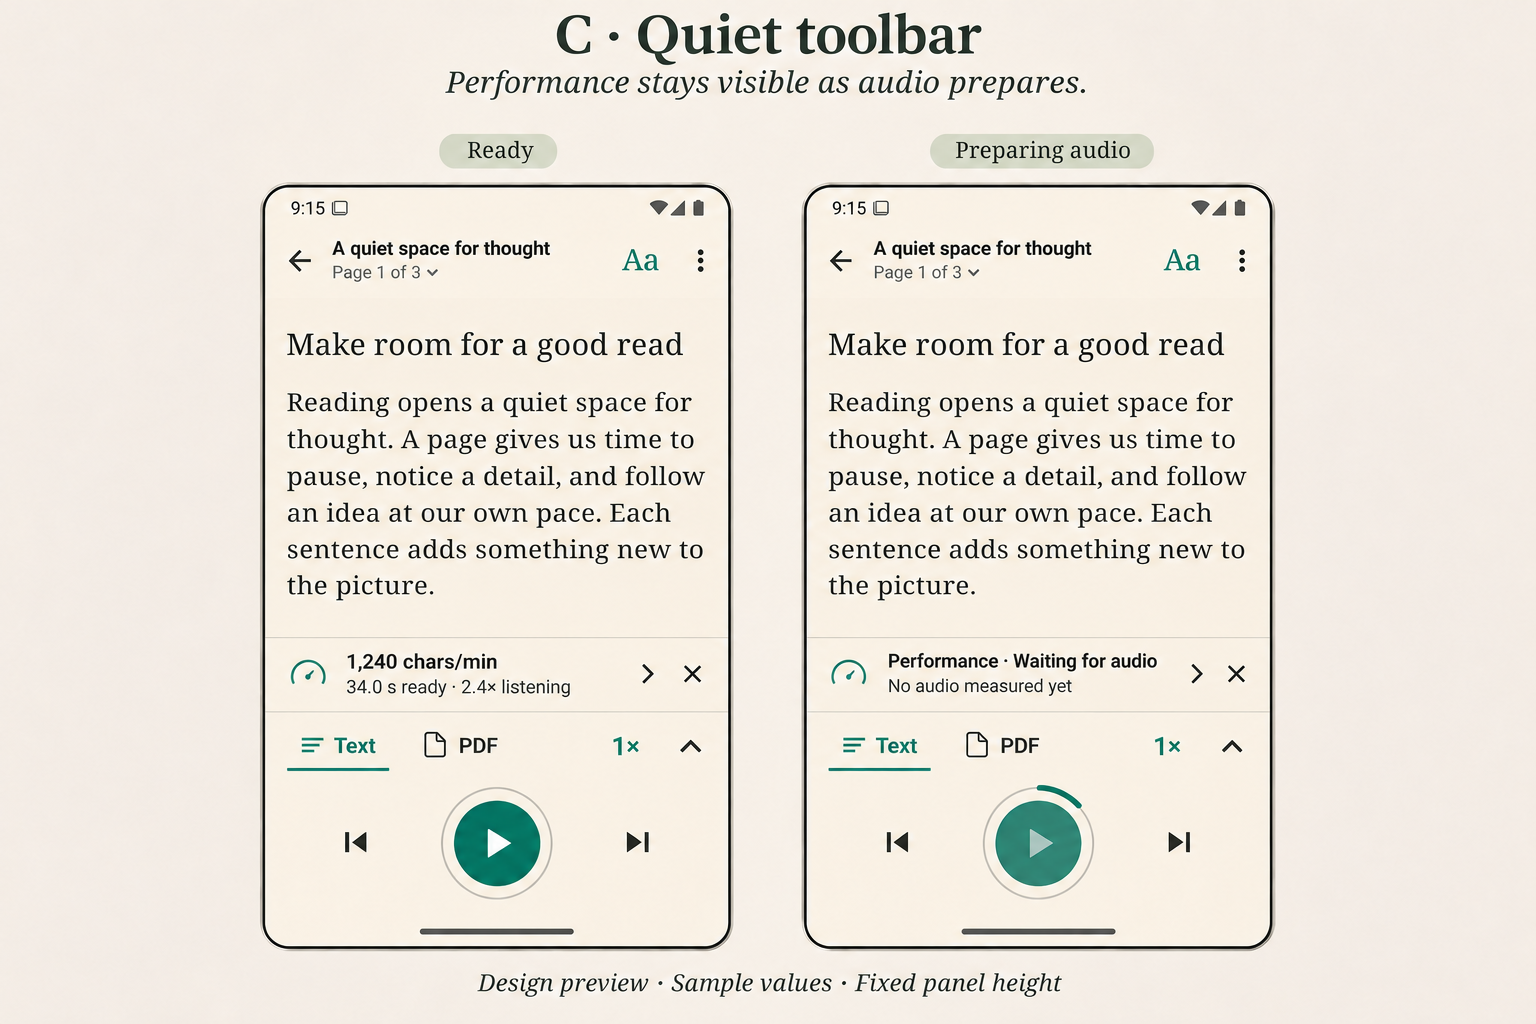 C · Quiet toolbar
Performance stays visible as audio prepares.
Ready
9:15
A quiet space for thought
Page 1 of 3
Aa
Make room for a good read
Reading opens a quiet space for
thought. A page gives us time to
pause, notice a detail, and follow
an idea at our own pace. Each
sentence adds something new to
the picture.
1,240 chars/min
34.0 s ready · 2.4× listening
Text
PDF
1×
Preparing audio
9:15
A quiet space for thought
Page 1 of 3
Aa
Make room for a good read
Reading opens a quiet space for
thought. A page gives us time to
pause, notice a detail, and follow
an idea at our own pace. Each
sentence adds something new to
the picture.
Performance · Waiting for audio
No audio measured yet
Text
PDF
1×
Design preview · Sample values · Fixed panel height